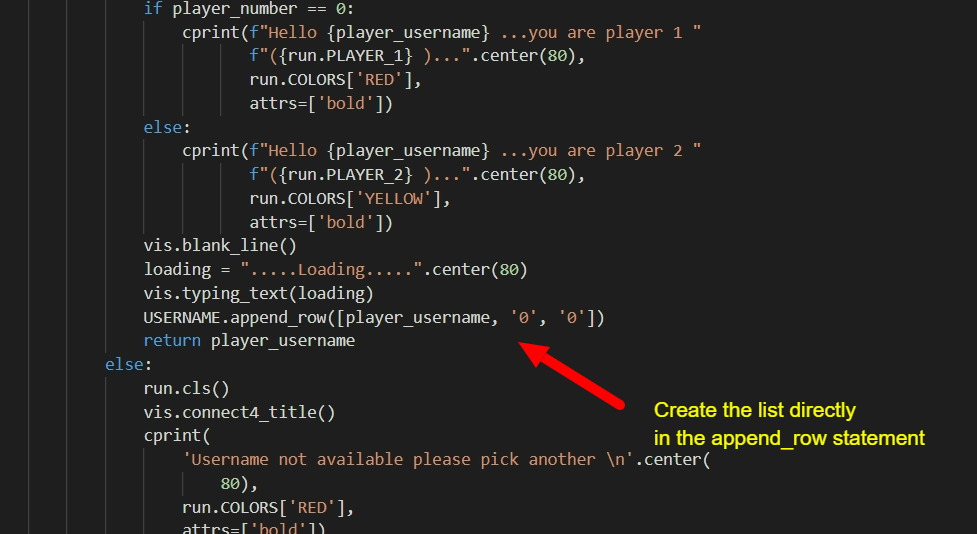 if player_number == 0:
cprint(f"Hello {player_username} ...you are player 1 "
f"({run.PLAYER_1} )...".center(80),
run.COLORS['RED'],
attrs=['bold'])
else:
cprint(f"Hello {player_username} ...you are player 2 "
f"({run.PLAYER_2} )...".center(80),
run.COLORS['YELLOW'],
attrs=['bold'])
vis.blank_line()
loading = ".....Loading.....".center(80)
vis.typing_text(loading)
USERNAME.append_row([player_username, '0', '0'])
return player_username
else:
run.cls()
vis.connect4_title()
cprint(
'Username not available please pick another \n'.center(
80),
run.COLORS['RED'],
attrs=['bold'])
Create the list directly
in the append_row statement